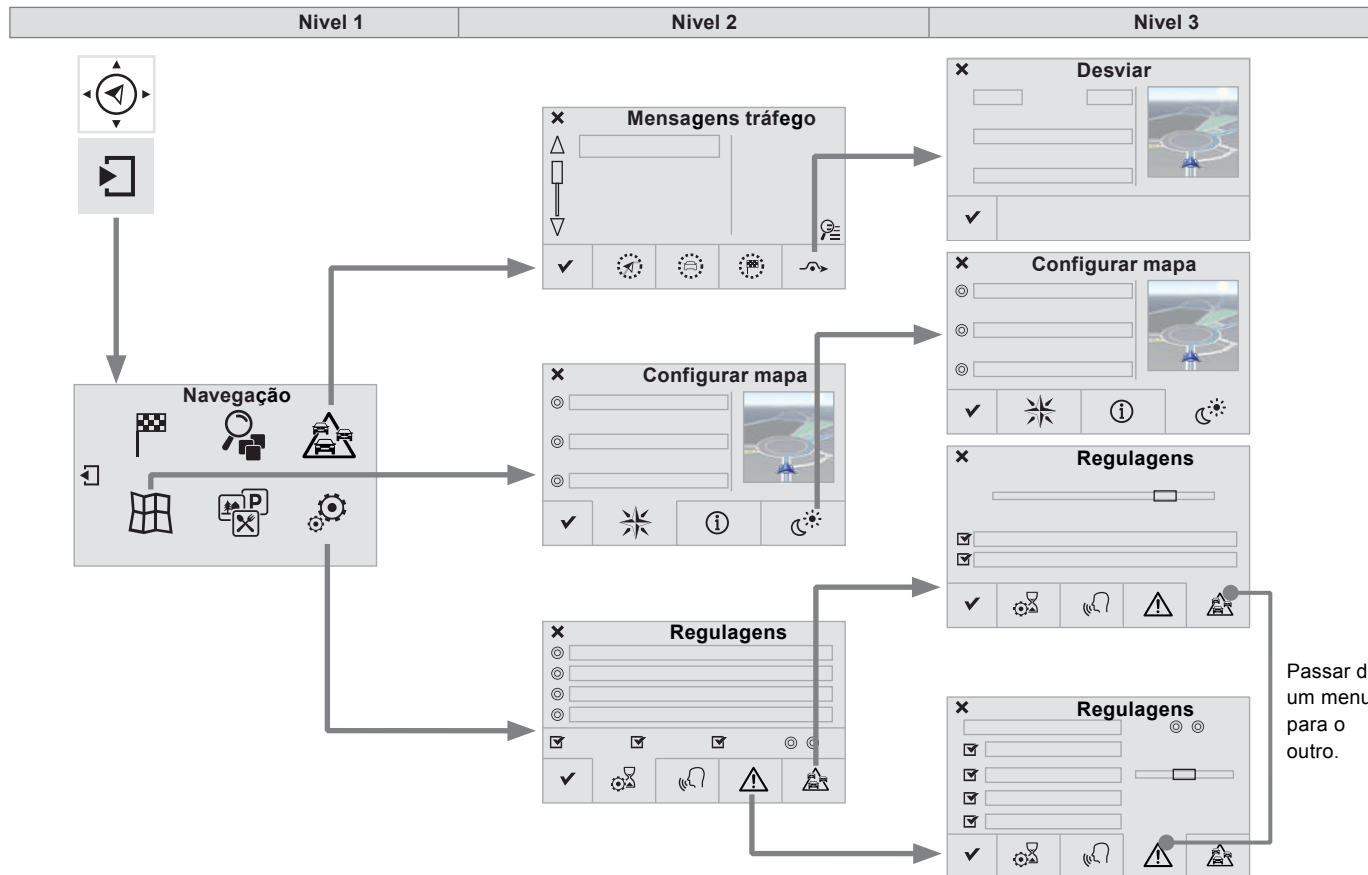 Nivel 1
Nivel 2
Nivel 3
Navegação
Mensagens tráfego
Desviar
Configurar mapa
Configurar mapa
Regulagens
Regulagens
Regulagens
P
Passar d
um menu
para o
outro.